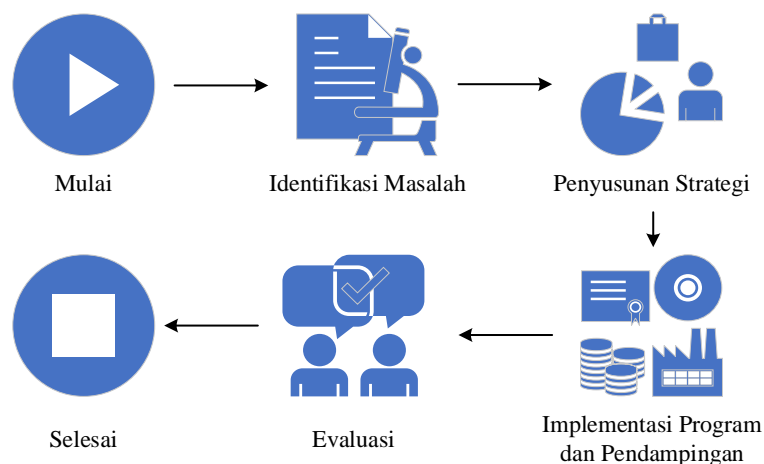 Mulai
Identifikasi Masalah
Penyusunan Strategi
Selesai
Evaluasi
Implementasi Program
dan Pendampingan